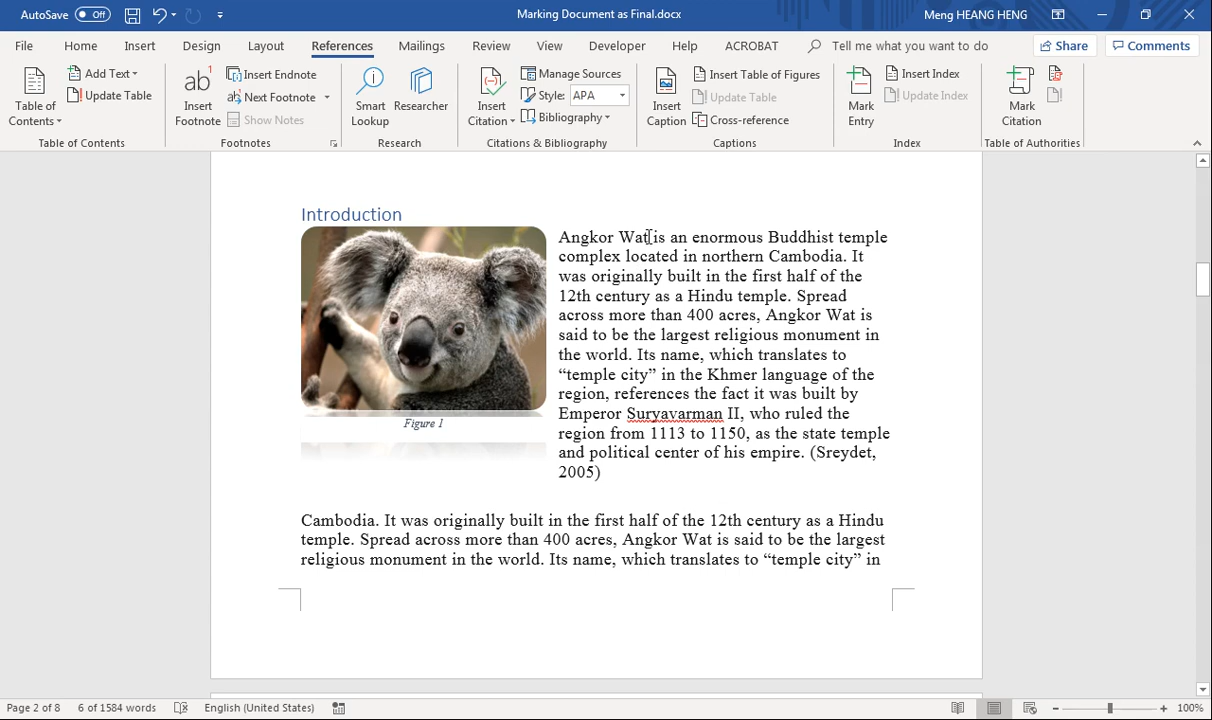 AutoSave Off
Marking Document as Final.docx
Meng HEANG HENG
File Home Insert Design Layout References Mailings Review View Developer Help ACROBAT Tell me what you want to do Share Comments
Table of Contents
Add Text
Update Table
Table of Contents
ab1
Insert Footnote
Insert Endnote
Next Footnote
Show Notes
Footnotes
Smart Lookup
Researcher
Research
Insert Citation
Manage Sources
Style: APA
Bibliography
Citations & Bibliography
Insert Caption
Insert Table of Figures
Update Table
Cross-reference
Captions
Mark Entry
Insert Index
Update Index
Index
Mark Citation
Table of Authorities
Introduction
Angkor Wat is an enormous Buddhist temple
complex located in northern Cambodia. It
was originally built in the first half of the
12th century as a Hindu temple. Spread
across more than 400 acres, Angkor Wat is
said to be the largest religious monument in
the world. Its name, which translates to
“temple city” in the Khmer language of the
region, references the fact it was built by
Emperor Suryavarman II, who ruled the
region from 1113 to 1150, as the state temple
and political center of his empire. (Sreydet,
2005)
Figure 1
Cambodia. It was originally built in the first half of the 12th century as a Hindu
temple. Spread across more than 400 acres, Angkor Wat is said to be the largest
religious monument in the world. Its name, which translates to “temple city” in
Page 2 of 8 6 of 1584 words English (United States) 100%